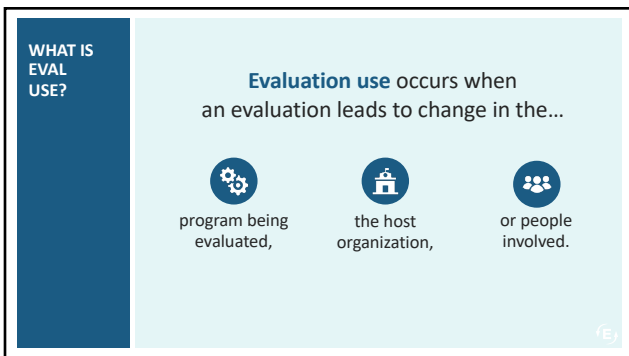 WHAT IS
EVAL
USE?
Evaluation use occurs when
an evaluation leads to change in the…
program being
evaluated,
the host
organization,
or people
involved.
E